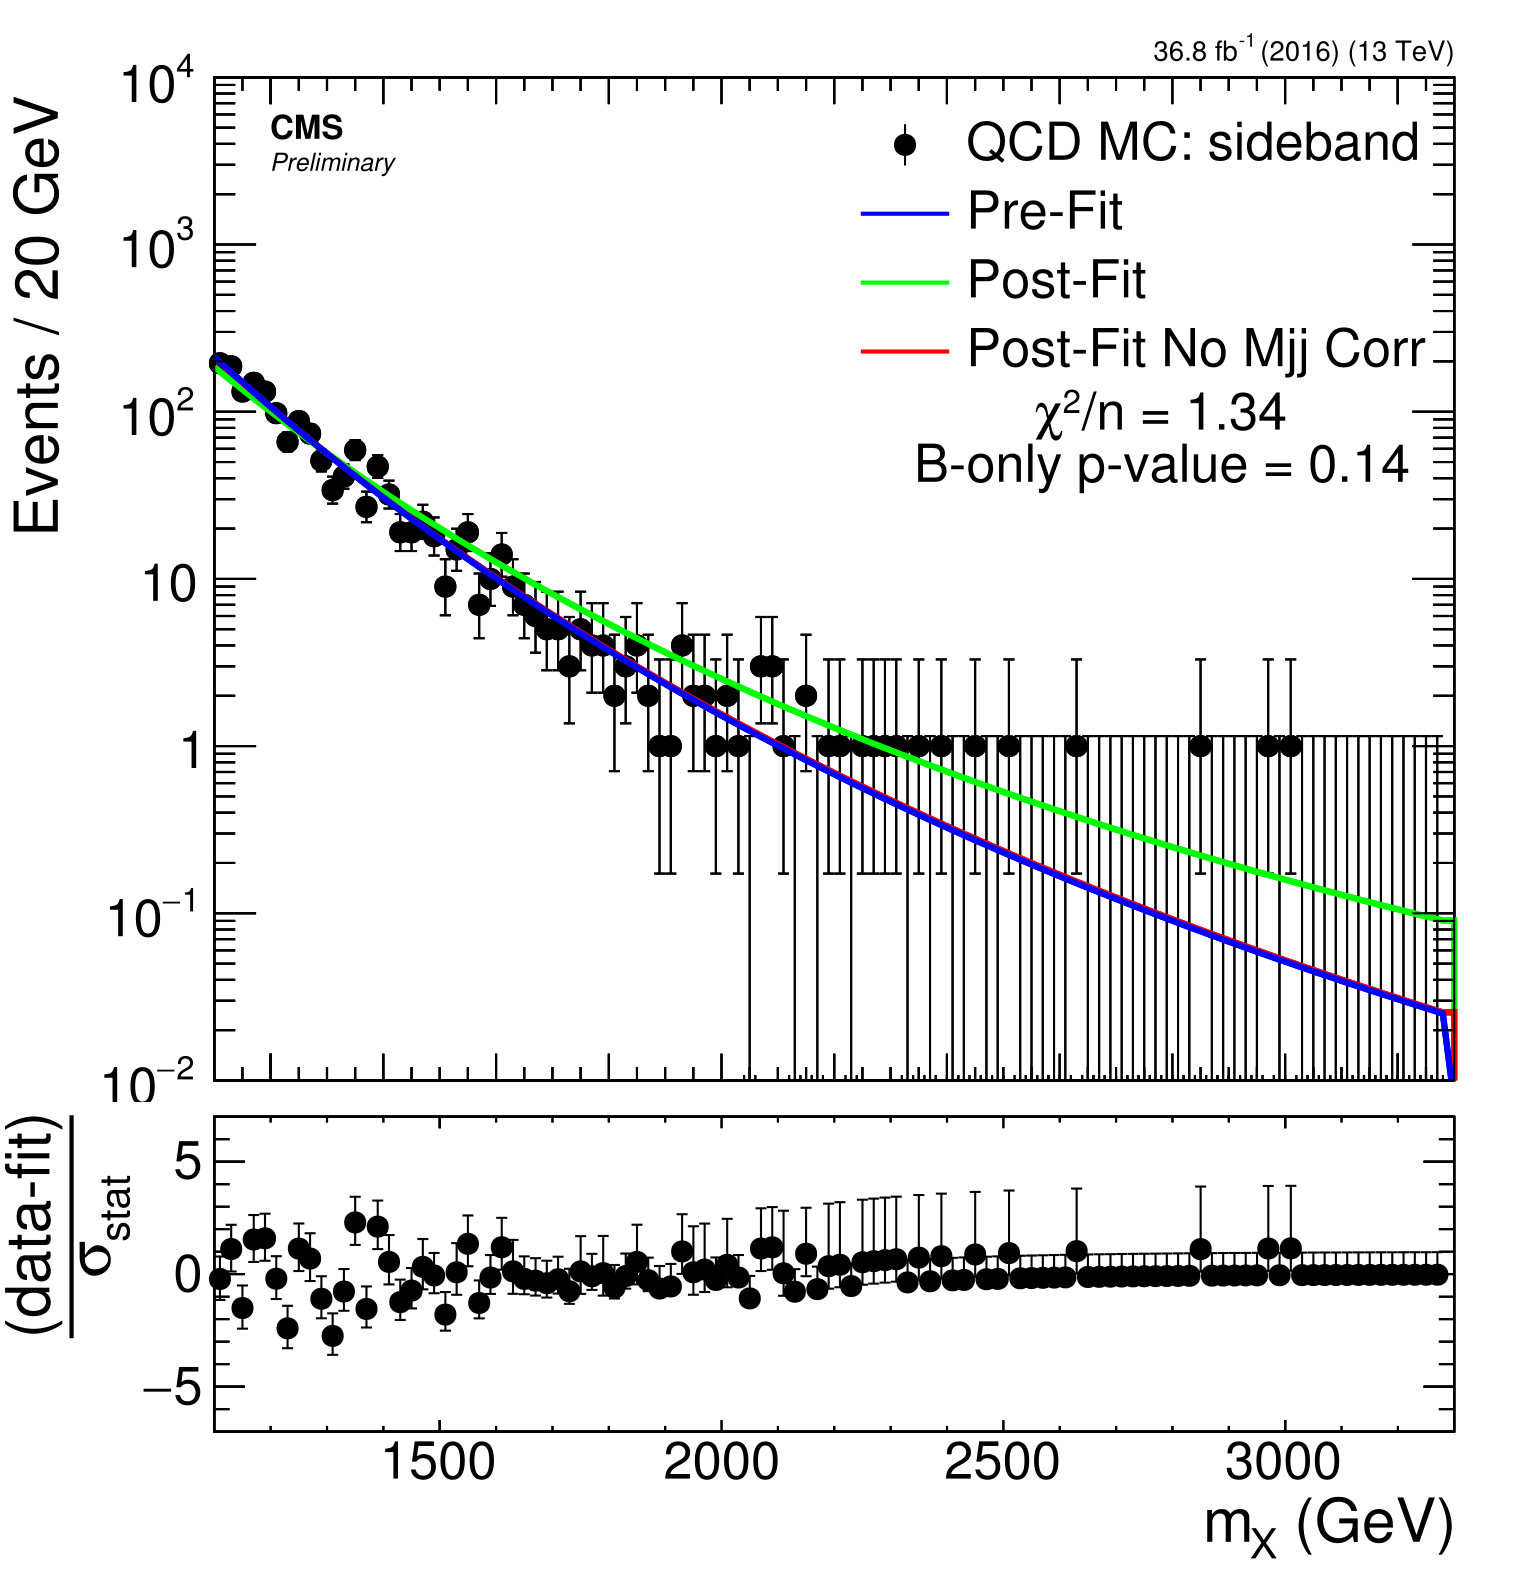 36.8 fb⁻¹ (2016) (13 TeV)
CMS
Preliminary
QCD MC: sideband
Pre-Fit
Post-Fit
Post-Fit No Mjj Corr
χ²/n = 1.34
B-only p-value = 0.14
Events / 20 GeV
10⁴
10³
10²
10
1
10⁻¹
10⁻²
(data-fit)
σ_stat
5
0
−5
1500 2000 2500 3000
m_X (GeV)